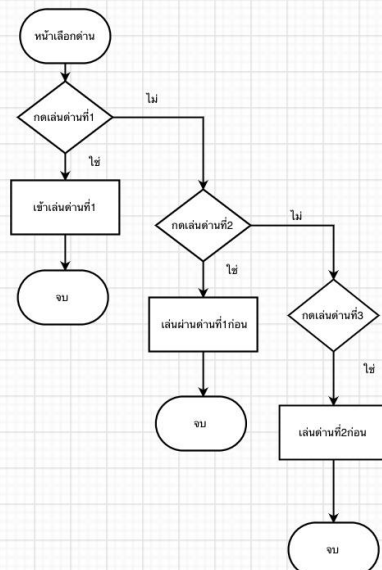 หน้าเลือกด่าน
กดเล่นด่านที่1
ไม่
ใช่
เข้าเล่นด่านที่1
จบ
กดเล่นด่านที่2
ไม่
ใช่
เล่นผ่านด่านที่1ก่อน
จบ
กดเล่นด่านที่3
ใช่
เล่นด่านที่2ก่อน
จบ